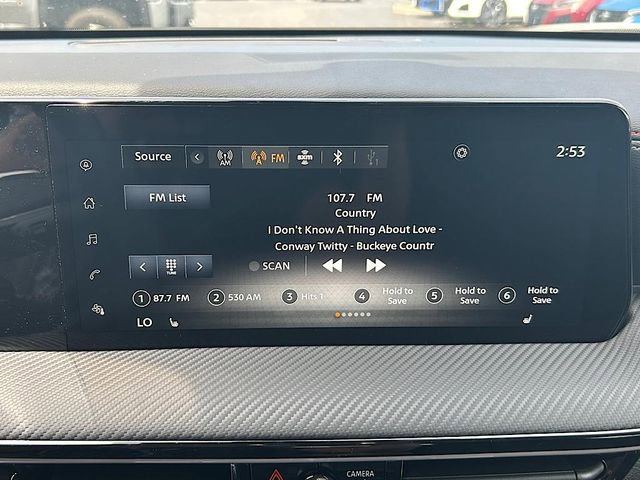 Source
AM
FM
sxm
2:53
FM List
107.7 FM
Country
I Don't Know A Thing About Love -
Conway Twitty - Buckeye Countr
TUNE
SCAN
1 87.7 FM
2 530 AM
3 Hits 1
4 Hold to
Save
5 Hold to
Save
6 Hold to
Save
LO
CAMERA